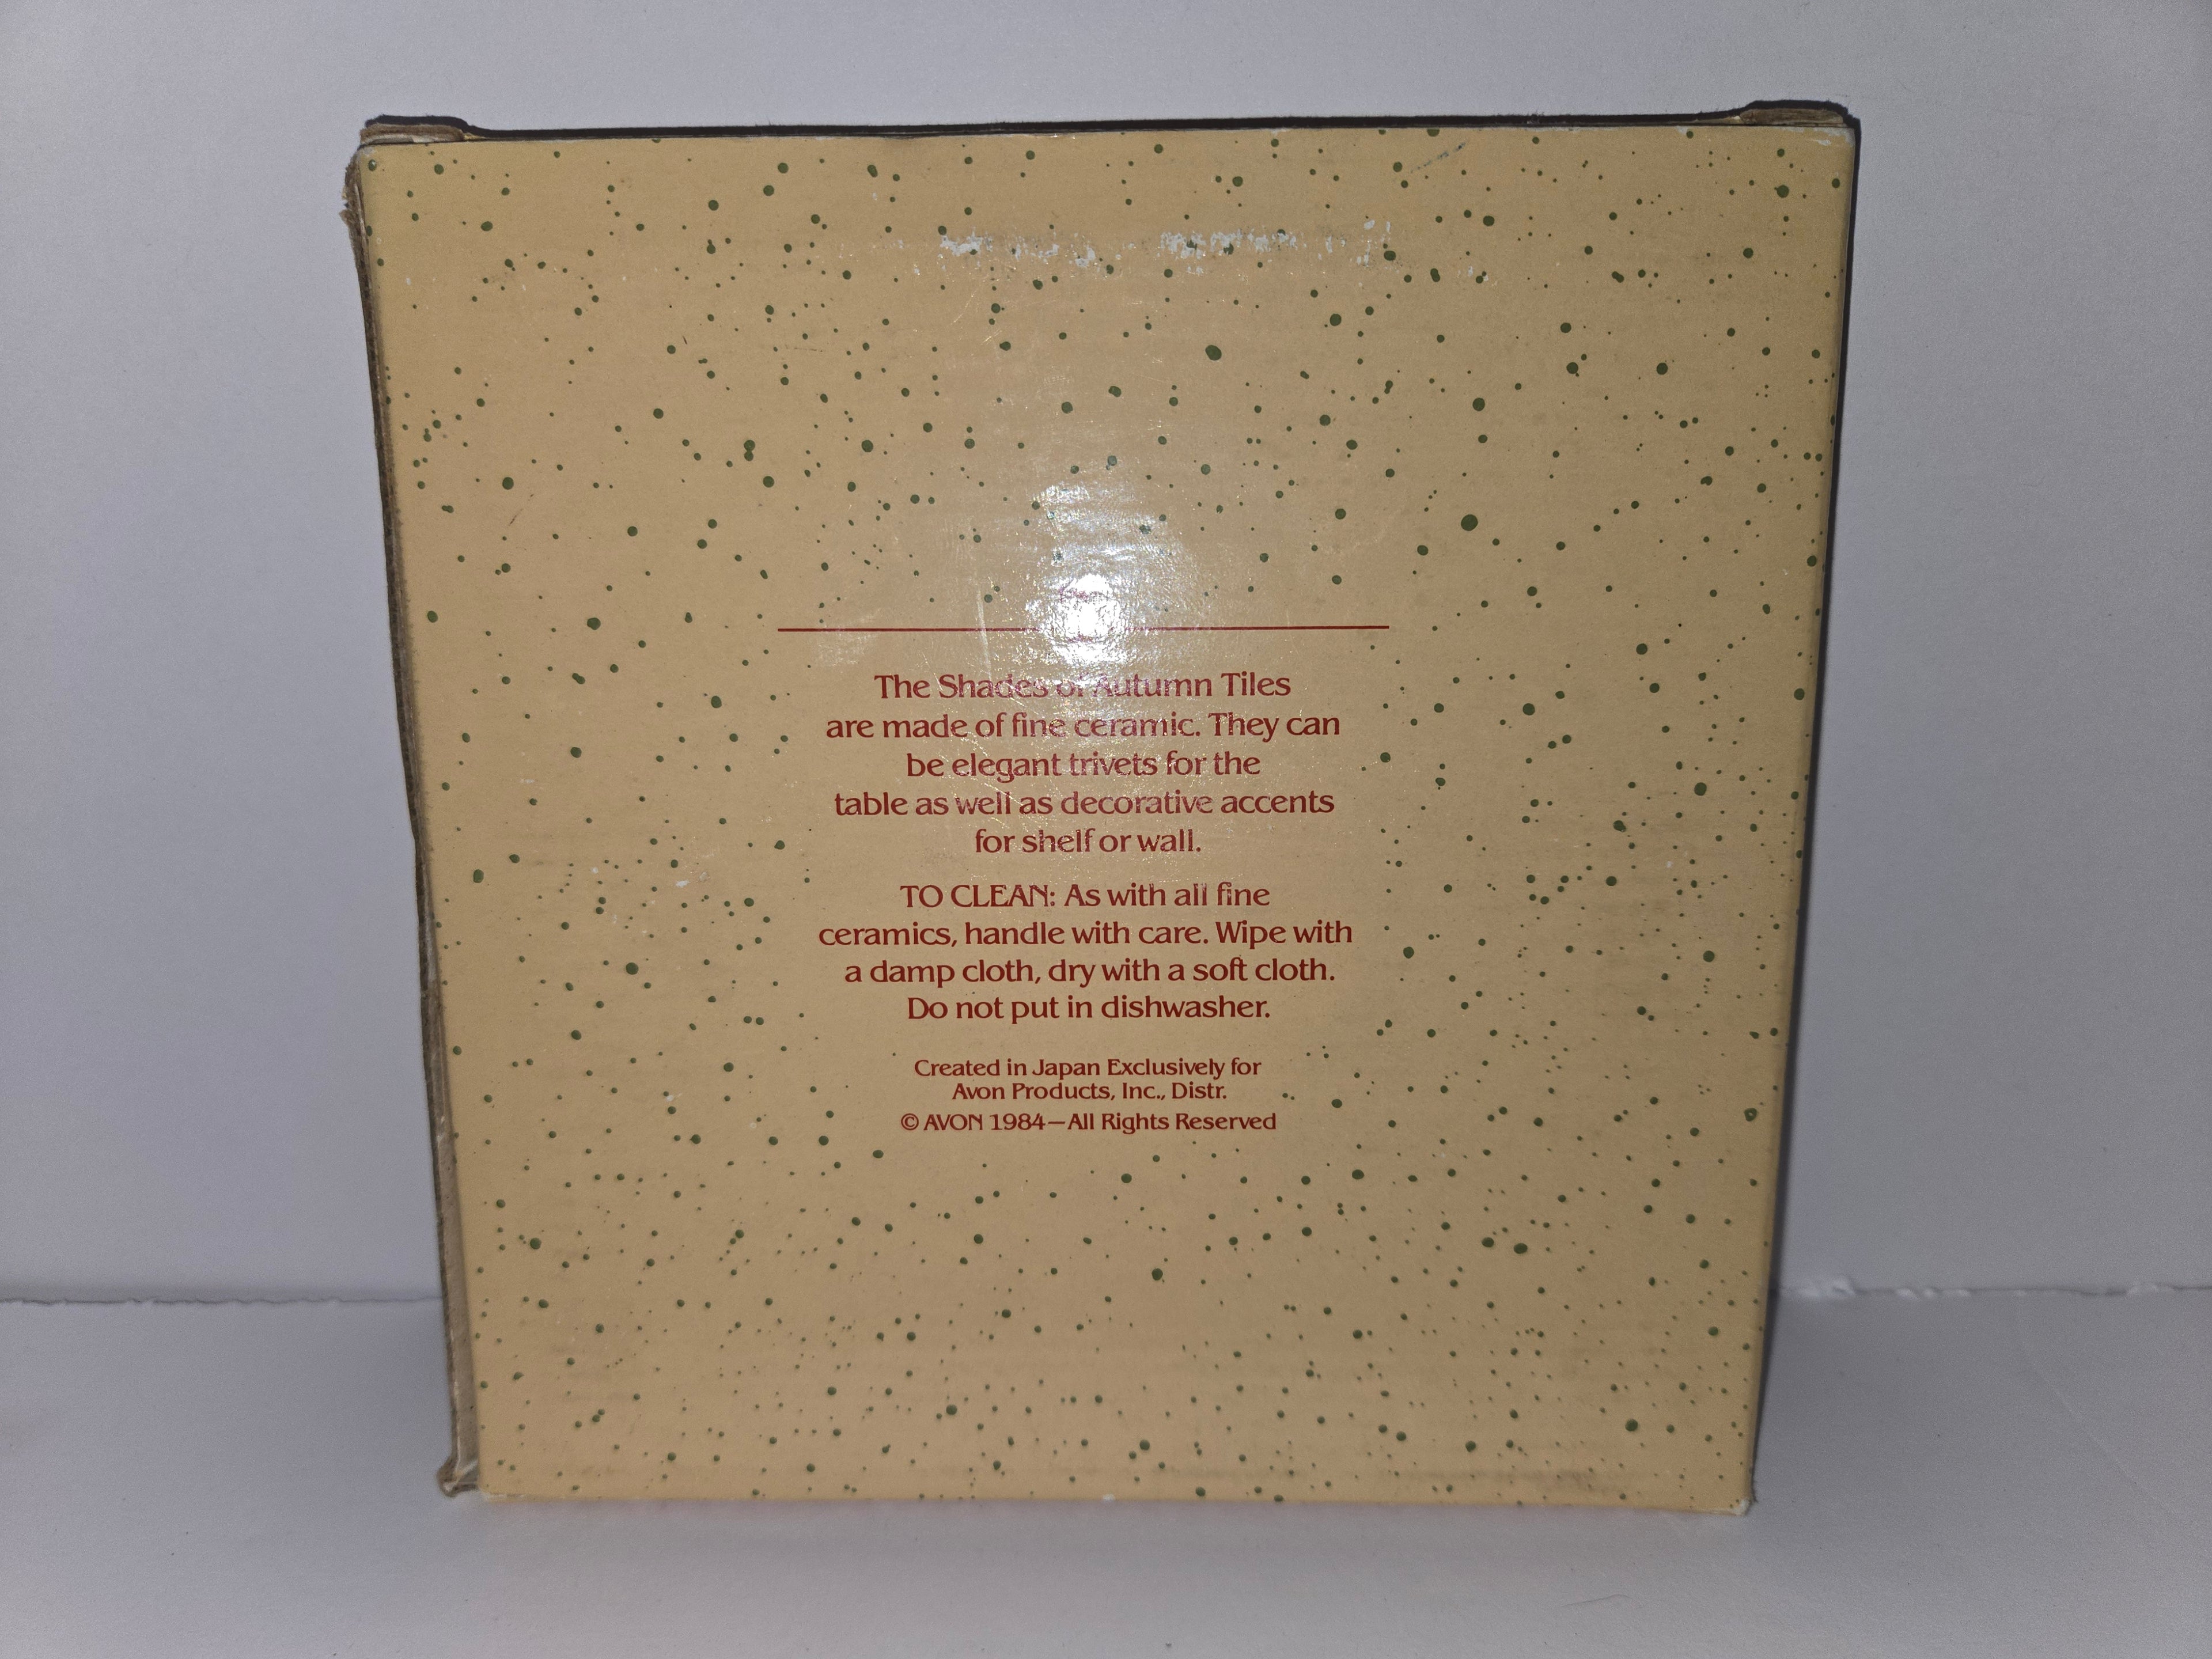 The Shades of Autumn Tiles
are made of fine ceramic. They can
be elegant trivets for the
table as well as decorative accents
for shelf or wall.
TO CLEAN: As with all fine
ceramics, handle with care. Wipe with
a damp cloth, dry with a soft cloth.
Do not put in dishwasher.
Created in Japan Exclusively for
Avon Products, Inc., Distr.
© AVON 1984—All Rights Reserved